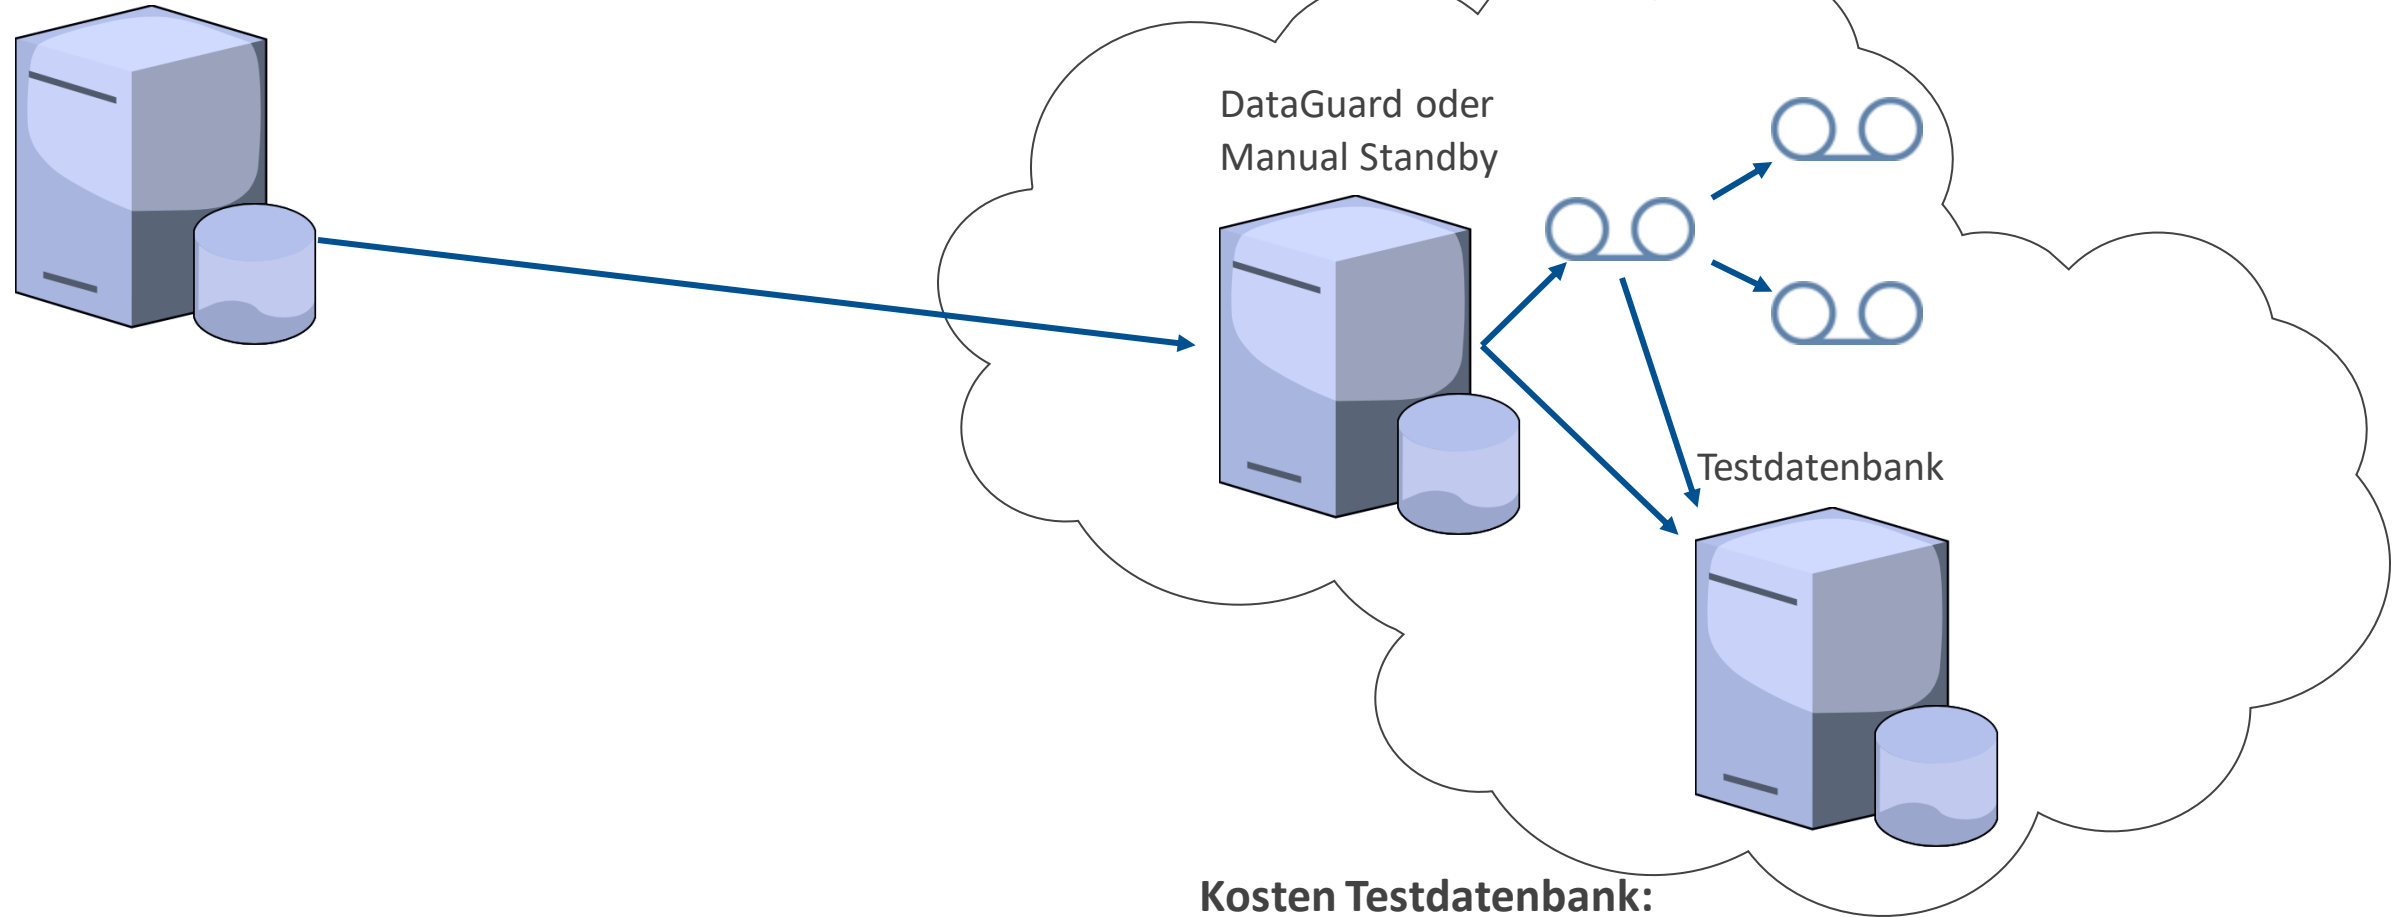 DataGuard oder
Manual Standby
Testdatenbank
Kosten Testdatenbank: